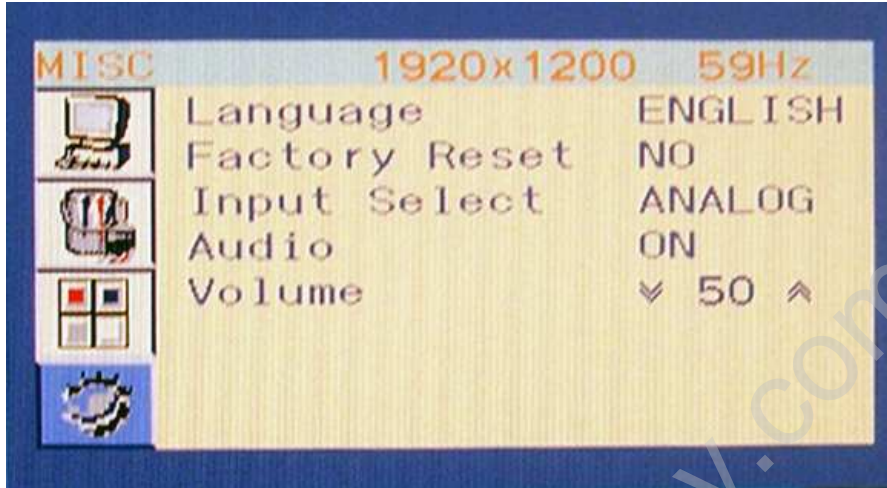 MISC 1920x1200 59Hz
Language ENGLISH
Factory Reset NO
Input Select ANALOG
Audio ON
Volume 50